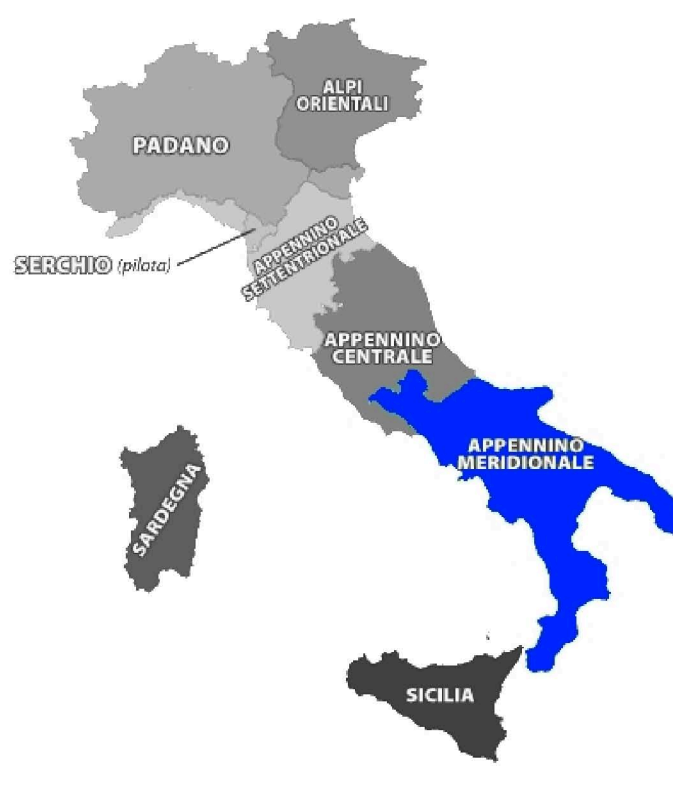 ALPI
ORIENTALI
PADANO
SERCHIO (pilota)
APPENNINO
SETTENTRIONALE
APPENNINO
CENTRALE
APPENNINO
MERIDIONALE
SARDEGNA
SICILIA